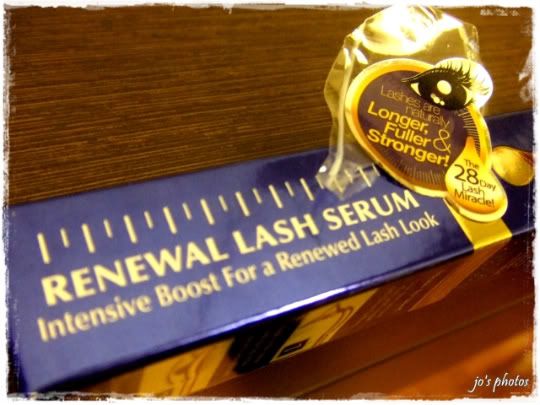 Lashes are
naturally
Longer,
Fuller &
Stronger!
The
28 Day
Lash
Miracle!
RENEWAL LASH SERUM
Intensive Boost For a Renewed Lash Look
jo's photos